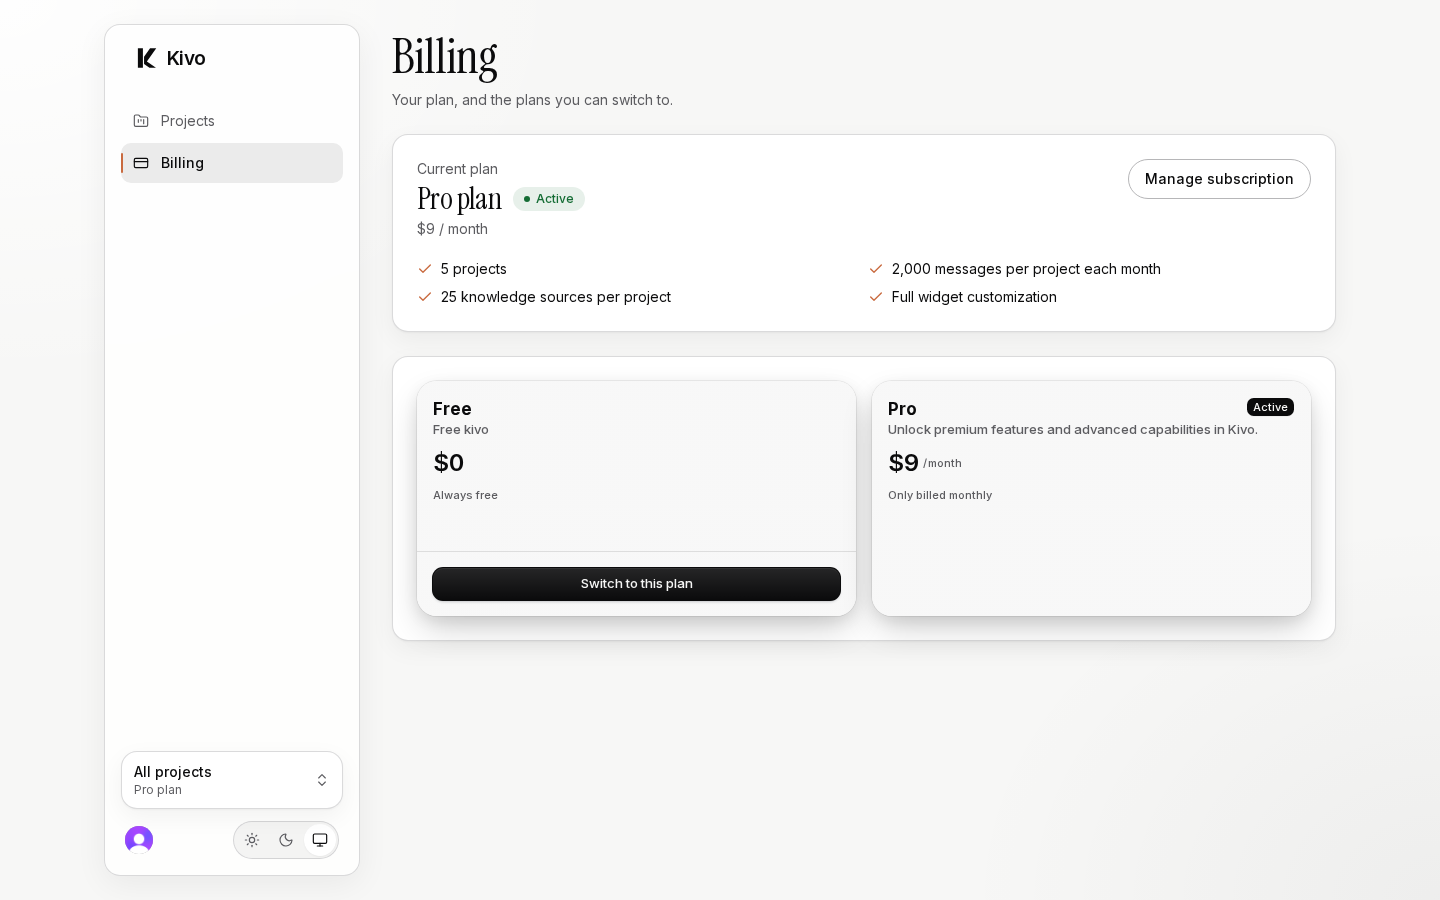 Kivo
Projects
Billing
All projects
Pro plan
Billing
Your plan, and the plans you can switch to.
Current plan
Pro plan
Active
$9 / month
Manage subscription
5 projects
2,000 messages per project each month
25 knowledge sources per project
Full widget customization
Free
Free kivo
$0
Always free
Switch to this plan
Pro
Active
Unlock premium features and advanced capabilities in Kivo.
$9 /month
Only billed monthly